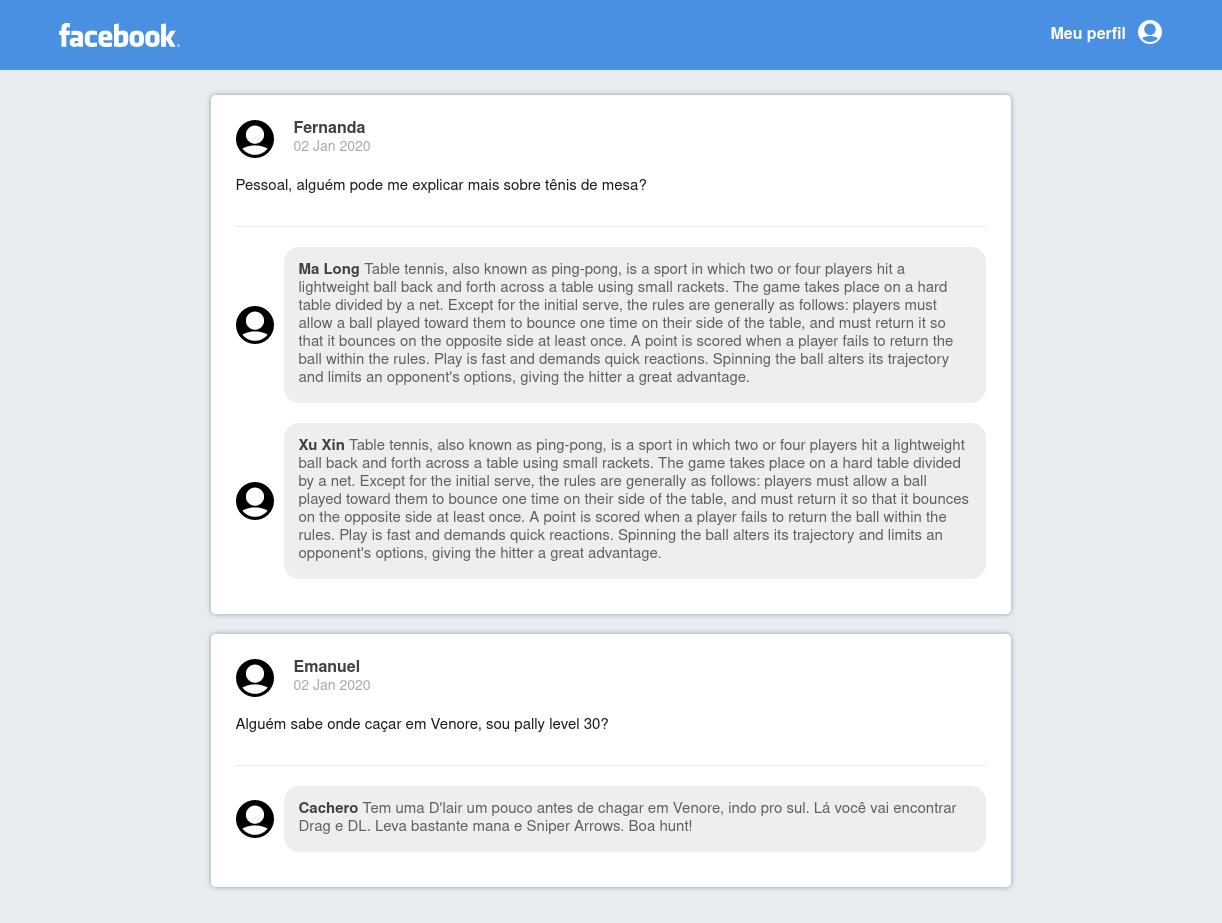 facebook.
Meu perfil
Fernanda
02 Jan 2020
Pessoal, alguém pode me explicar mais sobre tênis de mesa?
Ma Long Table tennis, also known as ping-pong, is a sport in which two or four players hit a
lightweight ball back and forth across a table using small rackets. The game takes place on a hard
table divided by a net. Except for the initial serve, the rules are generally as follows: players must
allow a ball played toward them to bounce one time on their side of the table, and must return it so
that it bounces on the opposite side at least once. A point is scored when a player fails to return the
ball within the rules. Play is fast and demands quick reactions. Spinning the ball alters its trajectory
and limits an opponent's options, giving the hitter a great advantage.
Xu Xin Table tennis, also known as ping-pong, is a sport in which two or four players hit a lightweight
ball back and forth across a table using small rackets. The game takes place on a hard table divided
by a net. Except for the initial serve, the rules are generally as follows: players must allow a ball
played toward them to bounce one time on their side of the table, and must return it so that it bounces
on the opposite side at least once. A point is scored when a player fails to return the ball within the
rules. Play is fast and demands quick reactions. Spinning the ball alters its trajectory and limits an
opponent's options, giving the hitter a great advantage.
Emanuel
02 Jan 2020
Alguém sabe onde caçar em Venore, sou pally level 30?
Cachero Tem uma D'lair um pouco antes de chagar em Venore, indo pro sul. Lá você vai encontrar
Drag e DL. Leva bastante mana e Sniper Arrows. Boa hunt!